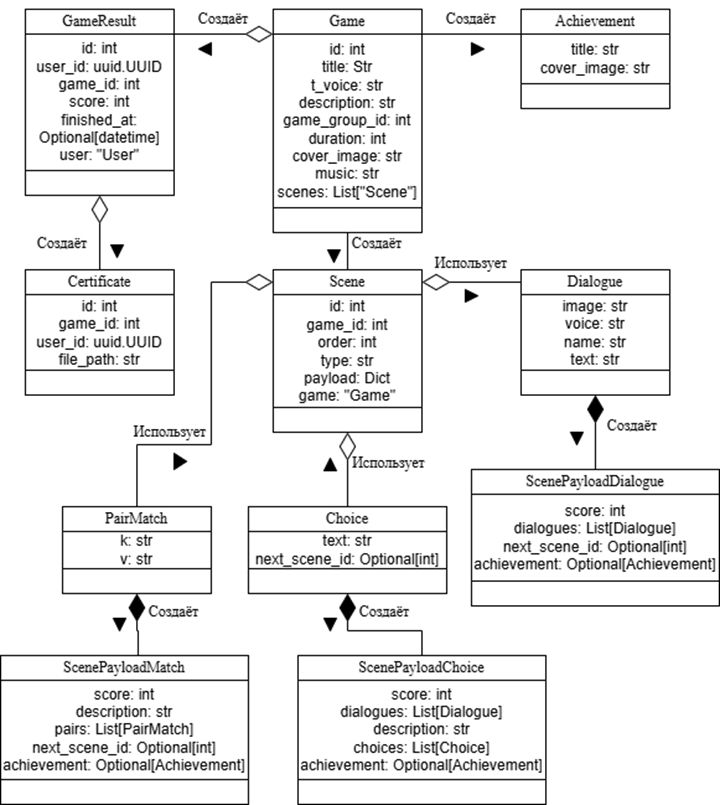 GameResult
id: int
user_id: uuid.UUID
game_id: int
score: int
finished_at:
Optional[datetime]
user: "User"
Создаёт
Game
id: int
title: Str
t_voice: str
description: str
game_group_id: int
duration: int
cover_image: str
music: str
scenes: List["Scene"]
Создаёт
Achievement
title: str
cover_image: str
Создаёт
Создаёт
Certificate
id: int
game_id: int
user_id: uuid.UUID
file_path: str
Scene
id: int
game_id: int
order: int
type: str
payload: Dict
game: "Game"
Использует
Dialogue
image: str
voice: str
name: str
text: str
Использует
Использует
Создаёт
ScenePayloadDialogue
score: int
dialogues: List[Dialogue]
next_scene_id: Optional[int]
achievement: Optional[Achievement]
PairMatch
k: str
v: str
Choice
text: str
next_scene_id: Optional[int]
Создаёт
Создаёт
ScenePayloadMatch
score: int
description: str
pairs: List[PairMatch]
next_scene_id: Optional[int]
achievement: Optional[Achievement]
ScenePayloadChoice
score: int
dialogues: List[Dialogue]
description: str
choices: List[Choice]
achievement: Optional[Achievement]